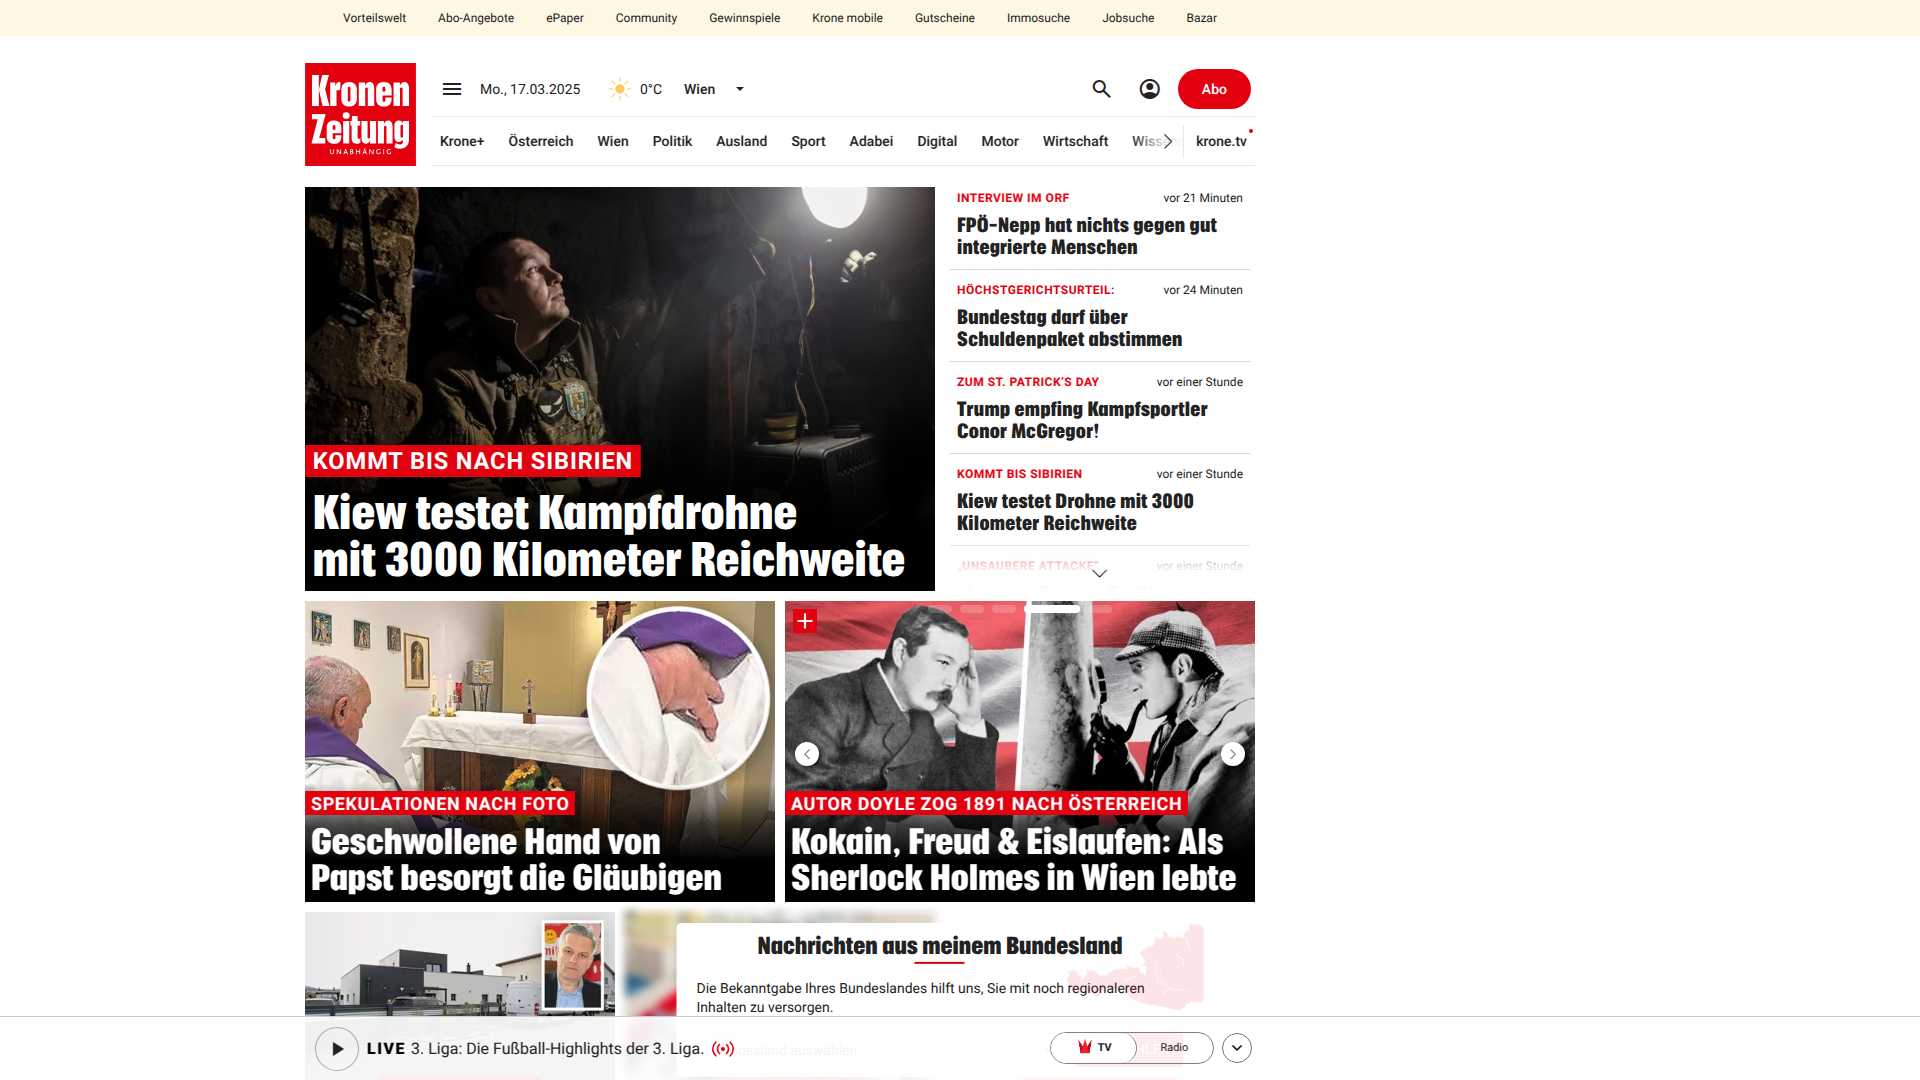 Vorteilswelt Abo-Angebote ePaper Community Gewinnspiele Krone mobile Gutscheine Immosuche Jobsuche Bazar
Kronen
Zeitung
UNABHÄNGIG
Mo., 17.03.2025 0°C Wien
Abo
Krone+ Österreich Wien Politik Ausland Sport Adabei Digital Motor Wirtschaft krone.tv
KOMMT BIS NACH SIBIRIEN
Kiew testet Kampfdrohne
mit 3000 Kilometer Reichweite
INTERVIEW IM ORF vor 21 Minuten
FPÖ-Nepp hat nichts gegen gut
integrierte Menschen
HÖCHSTGERICHTSURTEIL: vor 24 Minuten
Bundestag darf über
Schuldenpaket abstimmen
ZUM ST. PATRICK'S DAY vor einer Stunde
Trump empfing Kampfsportler
Conor McGregor!
KOMMT BIS SIBIRIEN vor einer Stunde
Kiew testet Drohne mit 3000
Kilometer Reichweite
„UNSAUBERE ATTACKE“ vor einer Stunde
SPEKULATIONEN NACH FOTO
Geschwollene Hand von
Papst besorgt die Gläubigen
AUTOR DOYLE ZOG 1891 NACH ÖSTERREICH
Kokain, Freud & Eislaufen: Als
Sherlock Holmes in Wien lebte
Nachrichten aus meinem Bundesland
Die Bekanntgabe Ihres Bundeslandes hilft uns, Sie mit noch regionaleren
Inhalten zu versorgen.
LIVE 3. Liga: Die Fußball-Highlights der 3. Liga.
TV Radio